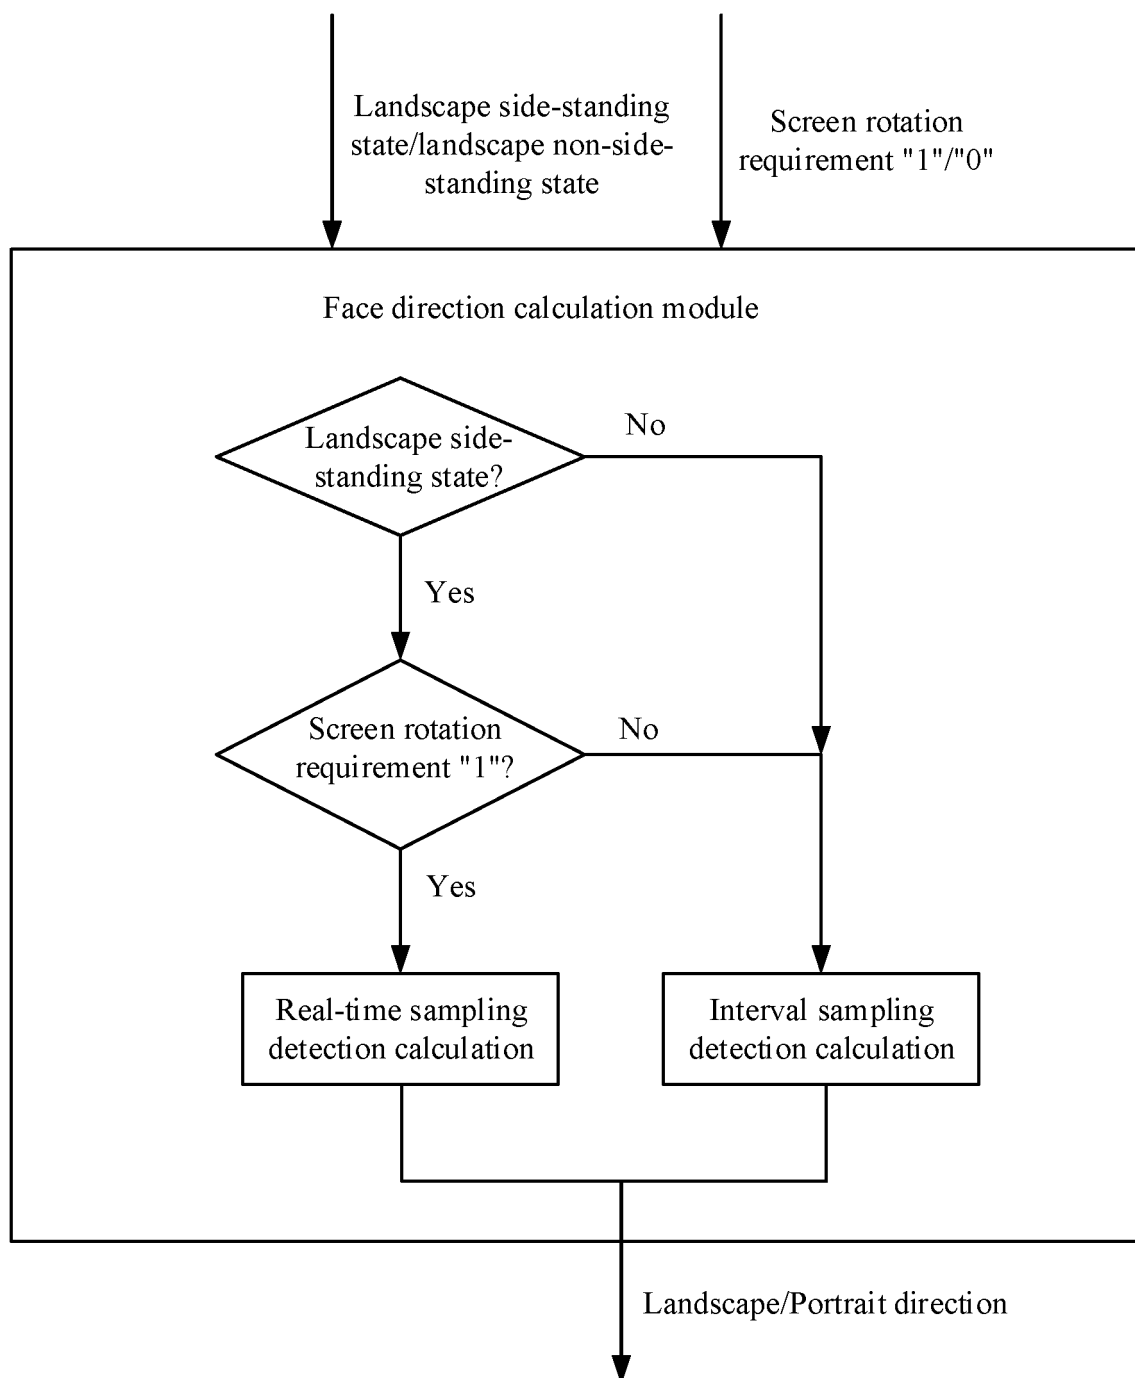 Landscape side-standing
state/landscape non-side-
standing state
Screen rotation
requirement "1"/"0"
Face direction calculation module
Landscape side-
standing state?
No
Yes
Screen rotation
requirement "1"?
No
Yes
Real-time sampling
detection calculation
Interval sampling
detection calculation
Landscape/Portrait direction